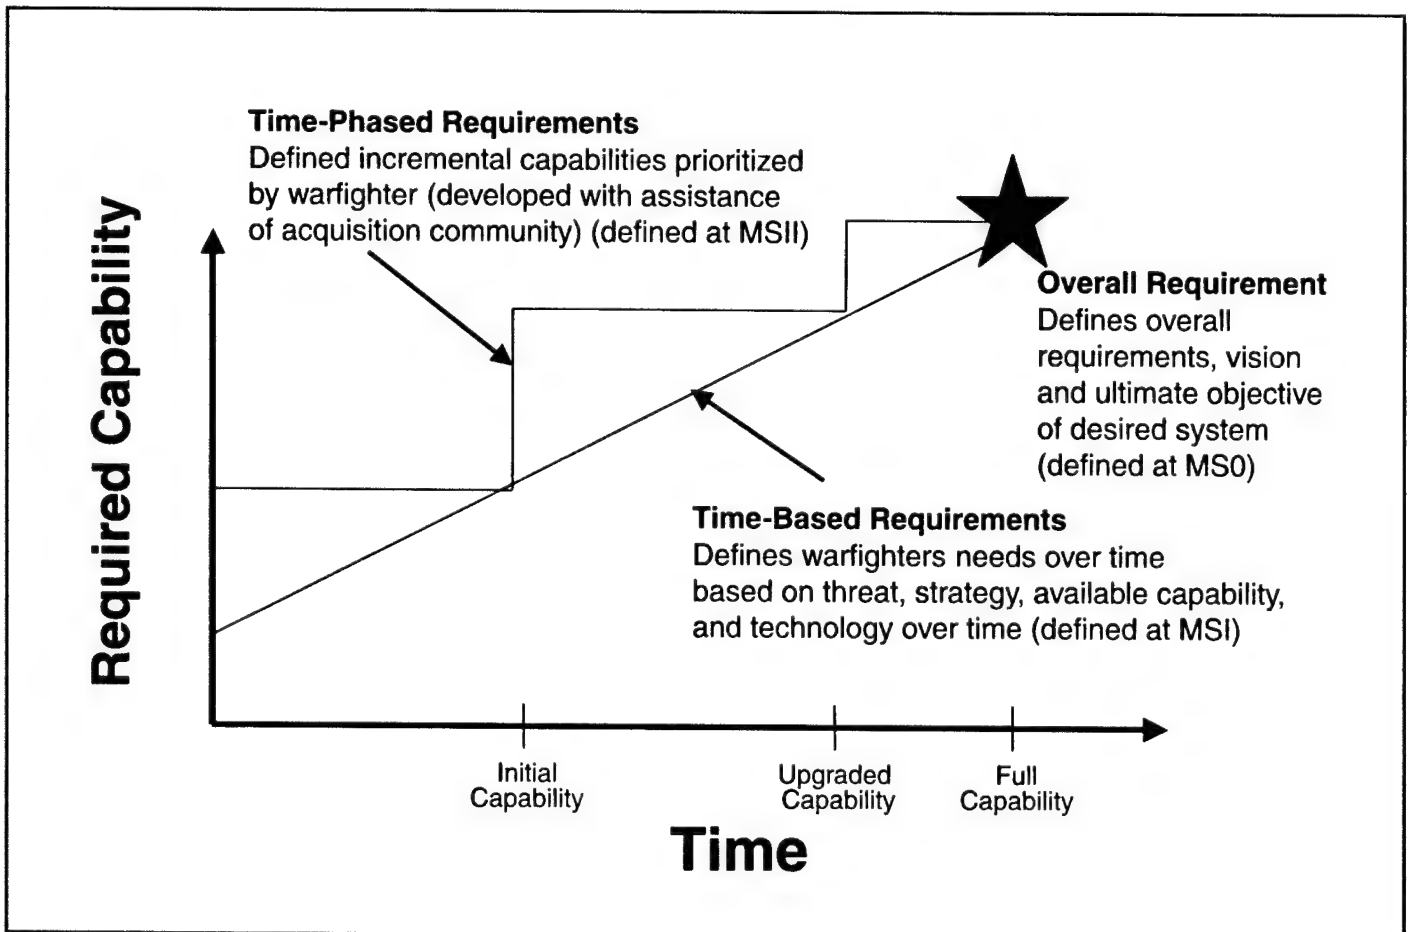 Time-Phased Requirements
Defined incremental capabilities prioritized
by warfighter (developed with assistance
of acquisition community) (defined at MSII)
Required Capability
Overall Requirement
Defines overall
requirements, vision
and ultimate objective
of desired system
(defined at MS0)
Time-Based Requirements
Defines warfighters needs over time
based on threat, strategy, available capability,
and technology over time (defined at MSI)
Initial
Capability
Upgraded
Capability
Full
Capability
Time